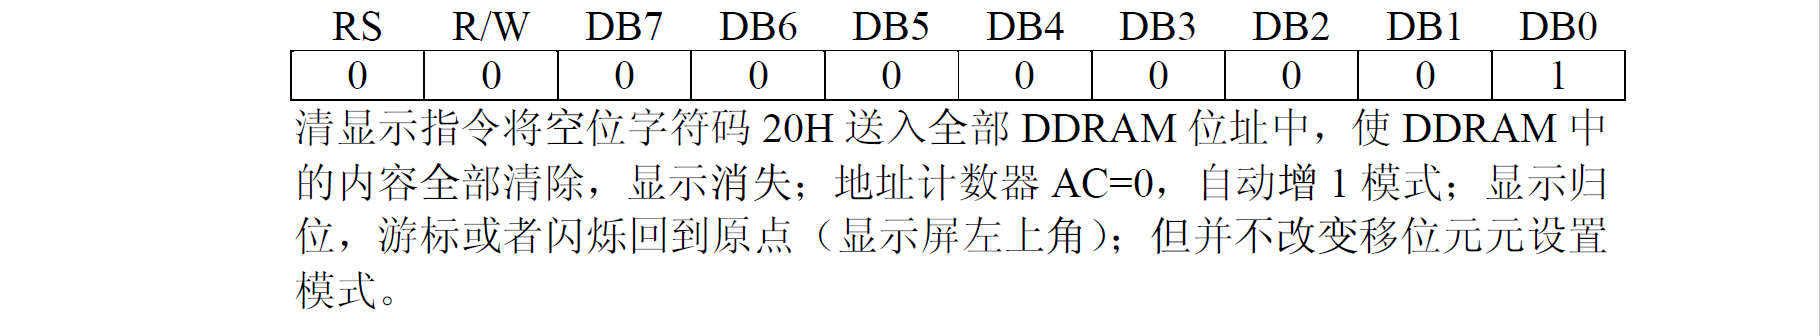 RS R/W DB7 DB6 DB5 DB4 DB3 DB2 DB1 DB0
0 0 0 0 0 0 0 0 0 1
清显示指令将空位字符码 20H 送入全部 DDRAM 位址中，使 DDRAM 中
的内容全部清除，显示消失；地址计数器 AC=0，自动增 1 模式；显示归
位，游标或者闪烁回到原点（显示屏左上角）；但并不改变移位元元设置
模式。